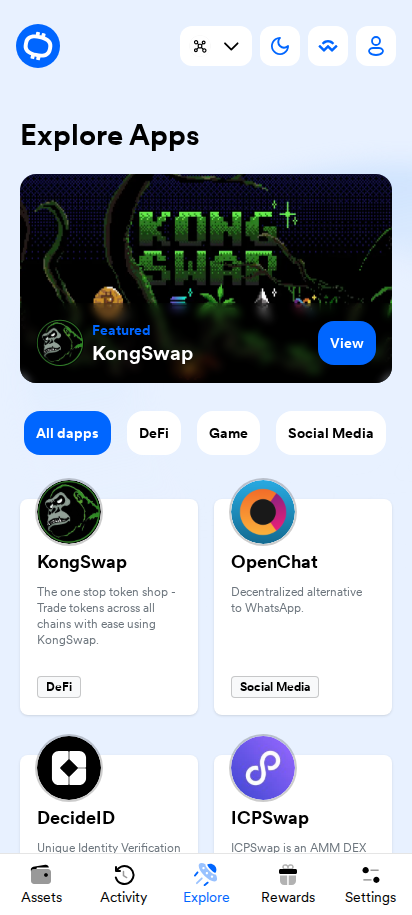 Explore Apps
KONG
SWAP
Featured
KongSwap
View
All dapps
DeFi
Game
Social Media
KongSwap
The one stop token shop -
Trade tokens across all
chains with ease using
KongSwap.
DeFi
OpenChat
Decentralized alternative
to WhatsApp.
Social Media
DecideID
Unique Identity Verification
ICPSwap
ICPSwap is an AMM DEX
Assets
Activity
Explore
Rewards
Settings